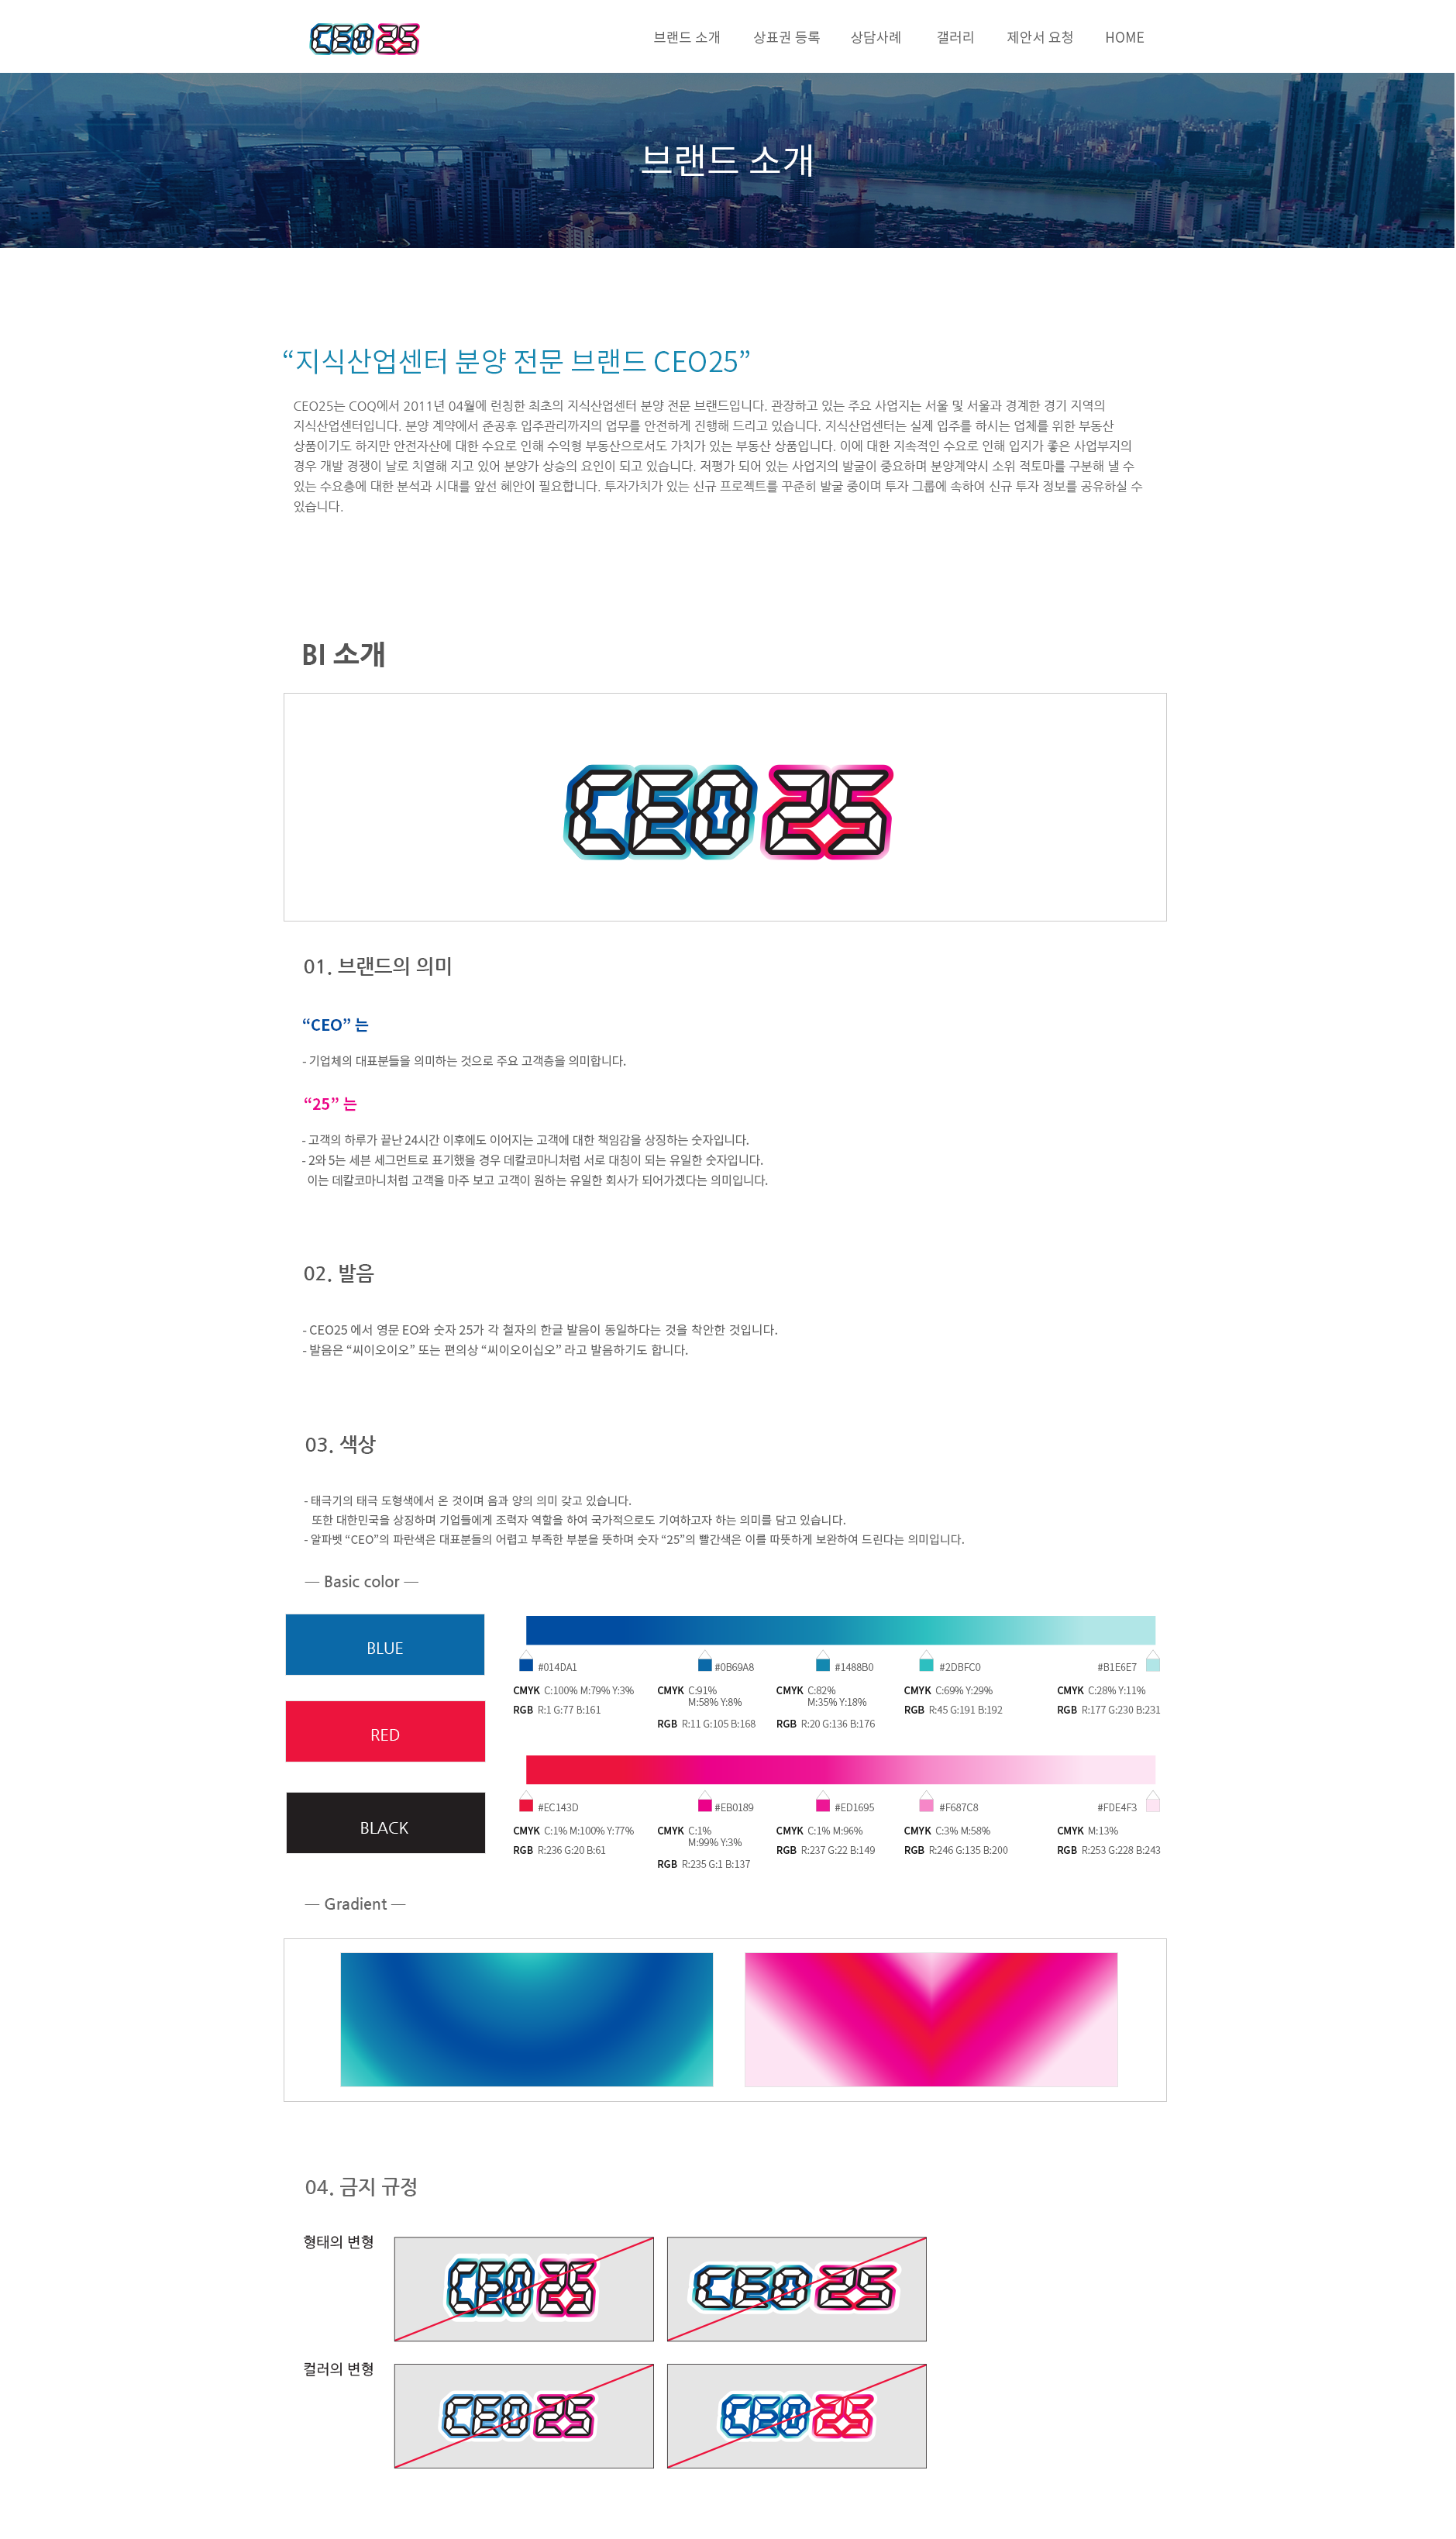 CEO25
브랜드 소개 상표권 등록 상담사례 갤러리 제안서 요청 HOME
브랜드 소개
“지식산업센터 분양 전문 브랜드 CEO25”
CEO25는 COQ에서 2011년 04월에 런칭한 최초의 지식산업센터 분양 전문 브랜드입니다. 관장하고 있는 주요 사업지는 서울 및 서울과 경계한 경기 지역의
지식산업센터입니다. 분양 계약에서 준공후 입주관리까지의 업무를 안전하게 진행해 드리고 있습니다. 지식산업센터는 실제 입주를 하시는 업체를 위한 부동산
상품이기도 하지만 안전자산에 대한 수요로 인해 수익형 부동산으로서도 가치가 있는 부동산 상품입니다. 이에 대한 지속적인 수요로 인해 입지가 좋은 사업부지의
경우 개발 경쟁이 날로 치열해 지고 있어 분양가 상승의 요인이 되고 있습니다. 저평가 되어 있는 사업지의 발굴이 중요하며 분양계약시 소위 적토마를 구분해 낼 수
있는 수요층에 대한 분석과 시대를 앞선 혜안이 필요합니다. 투자가치가 있는 신규 프로젝트를 꾸준히 발굴 중이며 투자 그룹에 속하여 신규 투자 정보를 공유하실 수
있습니다.
BI 소개
CEO25
01. 브랜드의 의미
“CEO” 는
- 기업체의 대표분들을 의미하는 것으로 주요 고객층을 의미합니다.
“25” 는
- 고객의 하루가 끝난 24시간 이후에도 이어지는 고객에 대한 책임감을 상징하는 숫자입니다.
- 2와 5는 세븐 세그먼트로 표기했을 경우 데칼코마니처럼 서로 대칭이 되는 유일한 숫자입니다.
이는 데칼코마니처럼 고객을 마주 보고 고객이 원하는 유일한 회사가 되어가겠다는 의미입니다.
02. 발음
- CEO25 에서 영문 EO와 숫자 25가 각 철자의 한글 발음이 동일하다는 것을 착안한 것입니다.
- 발음은 “씨이오이오” 또는 편의상 “씨이오이십오” 라고 발음하기도 합니다.
03. 색상
- 태극기의 태극 도형색에서 온 것이며 음과 양의 의미 갖고 있습니다.
또한 대한민국을 상징하며 기업들에게 조력자 역할을 하여 국가적으로도 기여하고자 하는 의미를 담고 있습니다.
- 알파벳 “CEO”의 파란색은 대표분들의 어렵고 부족한 부분을 뜻하며 숫자 “25”의 빨간색은 이를 따뜻하게 보완하여 드린다는 의미입니다.
— Basic color —
BLUE
RED
BLACK
#014DA1 #0B69A8 #1488B0 #2DBFC0 #B1E6E7
CMYK C:100% M:79% Y:3% CMYK C:91% CMYK C:82% CMYK C:69% Y:29% CMYK C:28% Y:11%
M:58% Y:8% M:35% Y:18%
RGB R:1 G:77 B:161 RGB R:45 G:191 B:192 RGB R:177 G:230 B:231
RGB R:11 G:105 B:168 RGB R:20 G:136 B:176
#EC143D #EB0189 #ED1695 #F687C8 #FDE4F3
CMYK C:1% M:100% Y:77% CMYK C:1% CMYK C:1% M:96% CMYK C:3% M:58% CMYK M:13%
M:99% Y:3%
RGB R:236 G:20 B:61 RGB R:237 G:22 B:149 RGB R:246 G:135 B:200 RGB R:253 G:228 B:243
RGB R:235 G:1 B:137
— Gradient —
04. 금지 규정
형태의 변형
CEO25 CEO25
컬러의 변형
CEO25 CEO25